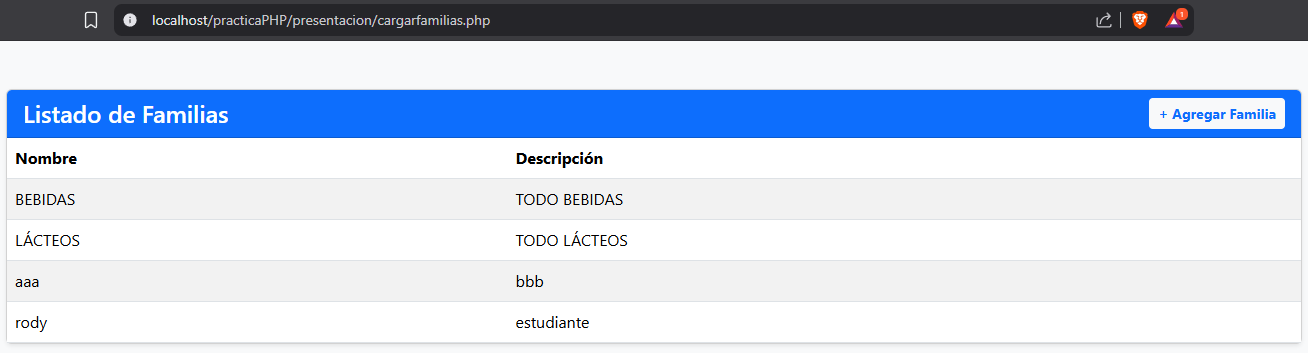 localhost/practicaPHP/presentacion/cargarfamilias.php
1
Listado de Familias
+ Agregar Familia
Nombre Descripción
BEBIDAS TODO BEBIDAS
LÁCTEOS TODO LÁCTEOS
aaa bbb
rody estudiante